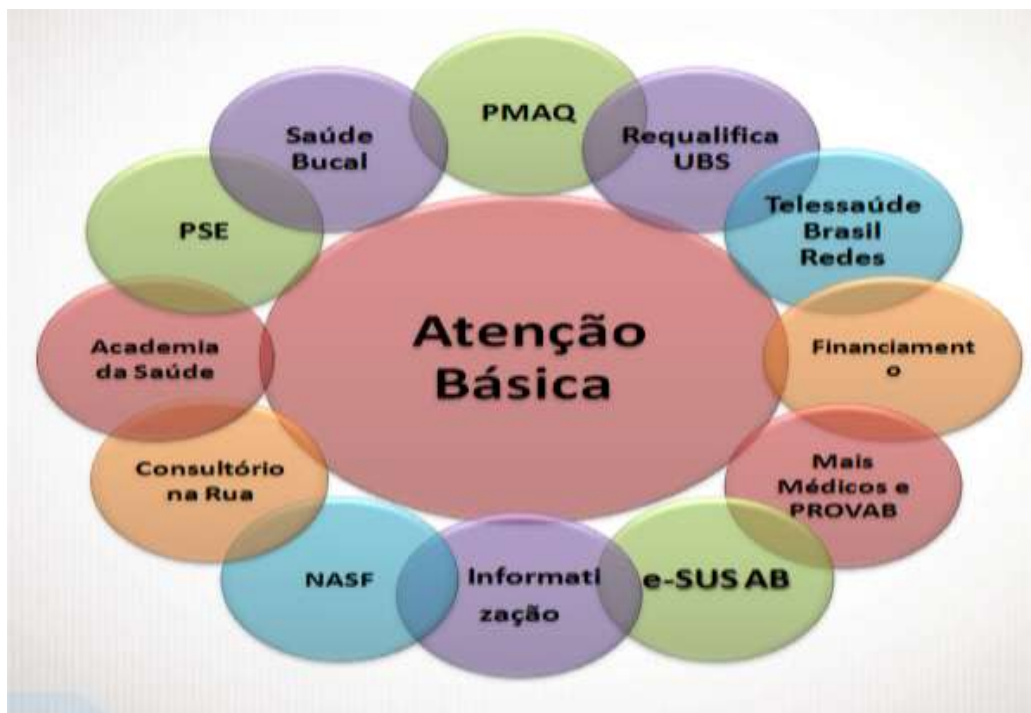 PMAQ
Requalifica
UBS
Telessaúde
Brasil
Redes
Financiament
o
Mais
Médicos e
PROVAB
e-SUS AB
Informati
zação
NASF
Consultório
na Rua
Academia
da Saúde
PSE
Saúde
Bucal
Atenção
Básica